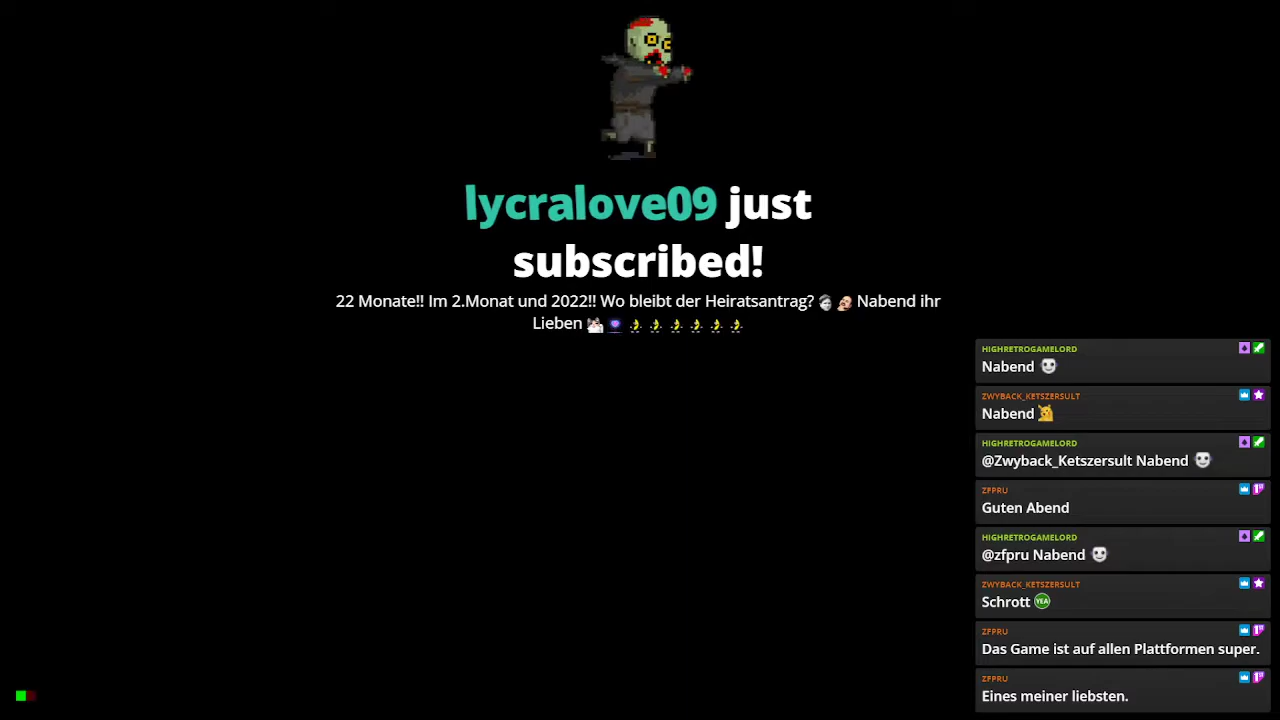 lycralove09 just
subscribed!
22 Monate!! Im 2.Monat und 2022!! Wo bleibt der Heiratsantrag? Nabend ihr
Lieben
HIGHRETROGAMELORD
Nabend
ZWYBACK_KETSZERSULT
Nabend
HIGHRETROGAMELORD
@Zwyback_Ketszersult Nabend
ZFPRU
Guten Abend
HIGHRETROGAMELORD
@zfpru Nabend
ZWYBACK_KETSZERSULT
Schrott YEA
ZFPRU
Das Game ist auf allen Plattformen super.
ZFPRU
Eines meiner liebsten.